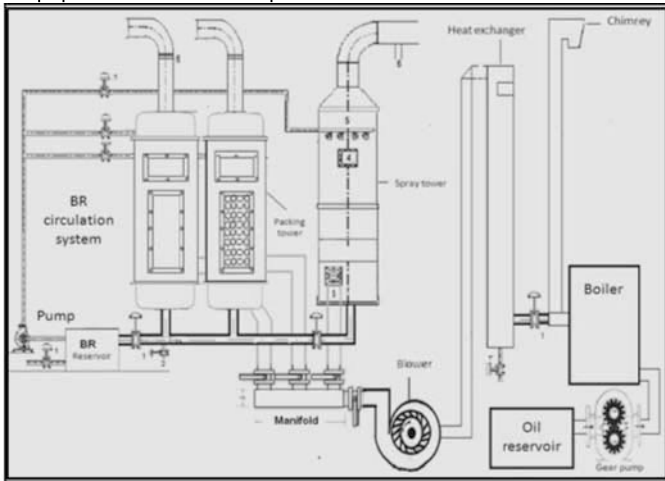 Heat exchanger
Chimrey
Spray tower
Packing
tower
BR
circulation
system
Pump
BR
Reservoir
Boiler
Blower
Manifold
Oil
reservoir
Gear pump